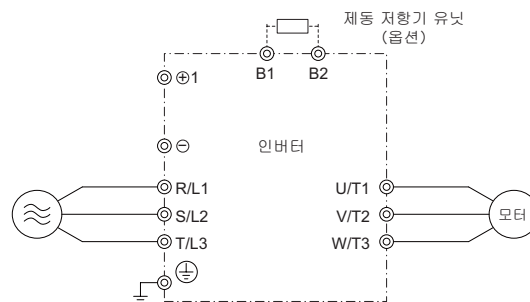 제동 저항기 유닛
(옵션)
B1 B2
⊕1
⊖
인버터
R/L1
S/L2
T/L3
U/T1
V/T2
W/T3
모터